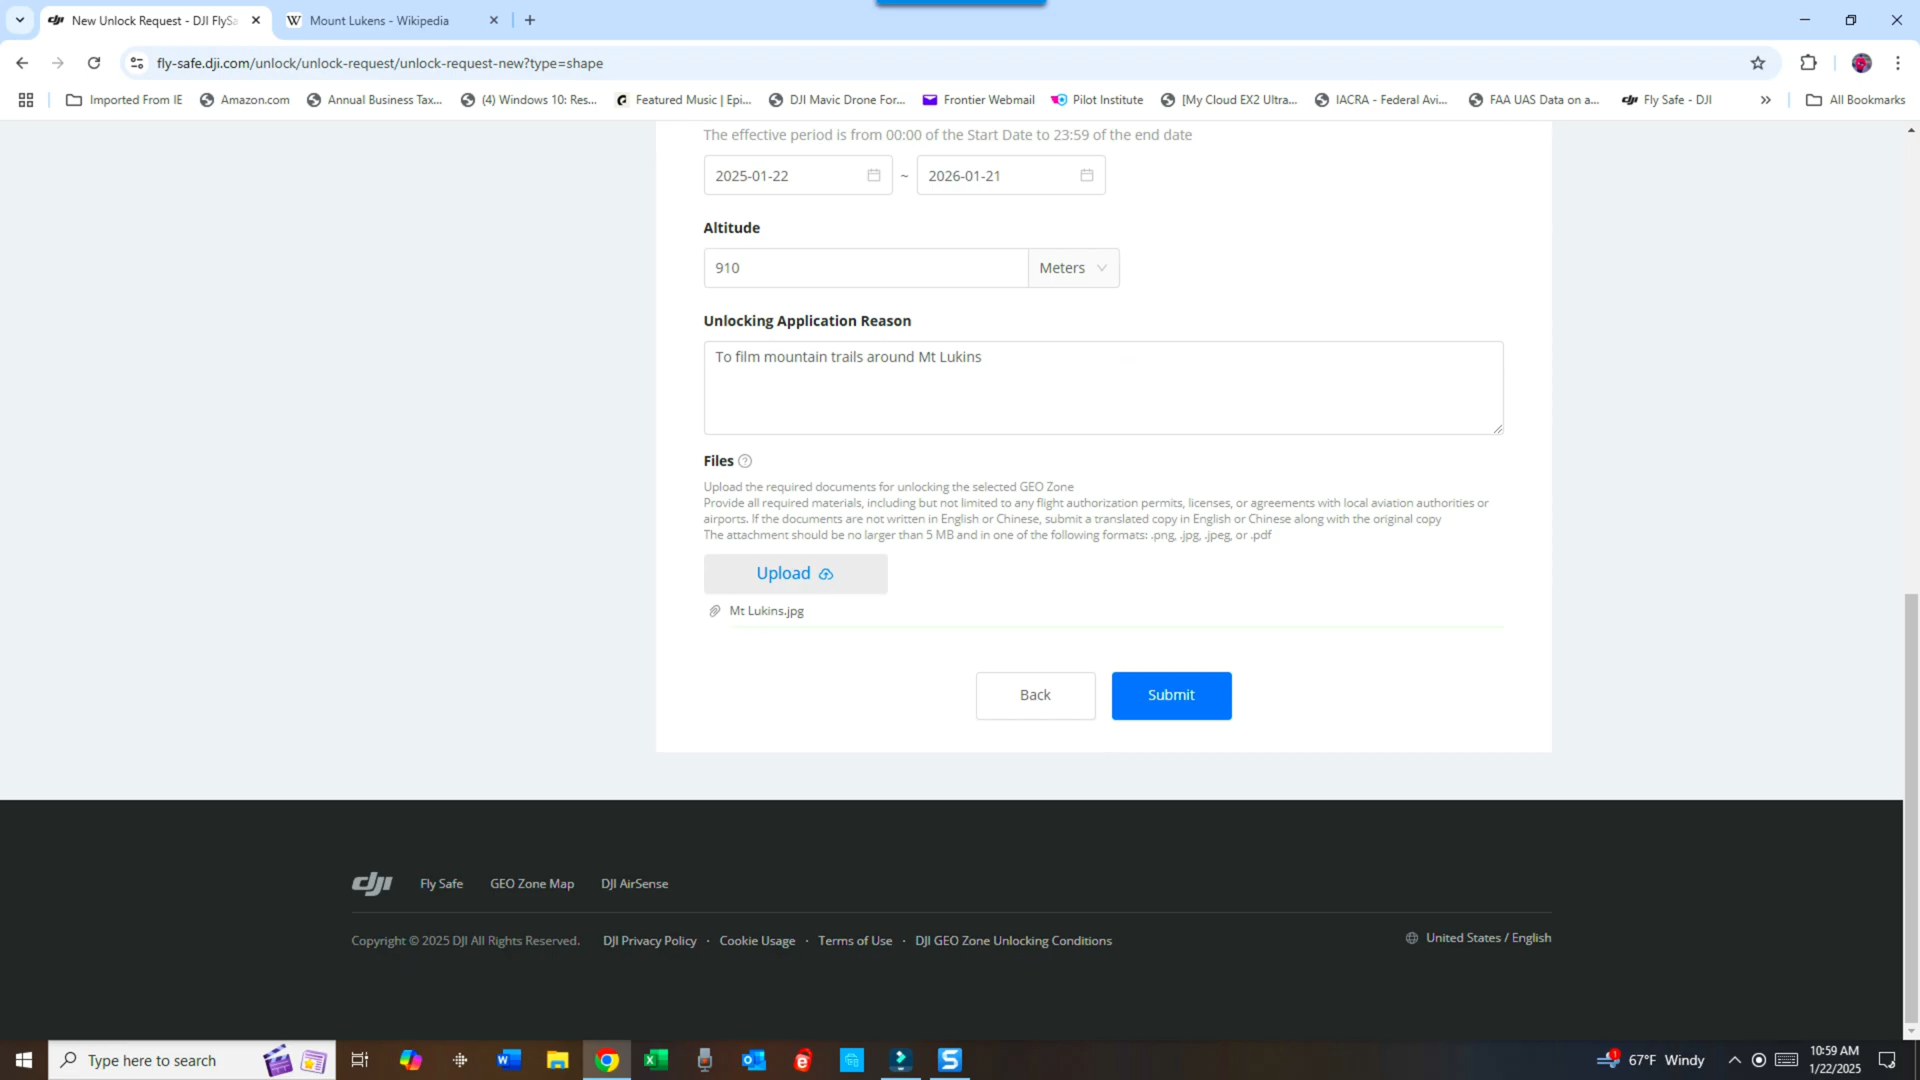 New Unlock Request - DJI FlySa
Mount Lukens - Wikipedia
fly-safe.dji.com/unlock/unlock-request/unlock-request-new?type=shape
Imported From IE
Amazon.com
Annual Business Tax...
(4) Windows 10: Res...
Featured Music | Epi...
DJI Mavic Drone For...
Frontier Webmail
Pilot Institute
[My Cloud EX2 Ultra...
IACRA - Federal Avi...
FAA UAS Data on a...
Fly Safe - DJI
All Bookmarks
The effective period is from 00:00 of the Start Date to 23:59 of the end date
2025-01-22 ~ 2026-01-21
Altitude
910 Meters
Unlocking Application Reason
To film mountain trails around Mt Lukins
Files
Upload the required documents for unlocking the selected GEO Zone
Provide all required materials, including but not limited to any flight authorization permits, licenses, or agreements with local aviation authorities or
airports. If the documents are not written in English or Chinese, submit a translated copy in English or Chinese along with the original copy
The attachment should be no larger than 5 MB and in one of the following formats: .png, .jpg, .jpeg, or .pdf
Upload
Mt Lukins.jpg
Back
Submit
dji
Fly Safe
GEO Zone Map
DJI AirSense
Copyright © 2025 DJI All Rights Reserved. DJI Privacy Policy · Cookie Usage · Terms of Use · DJI GEO Zone Unlocking Conditions
United States / English
Type here to search
67°F Windy
10:59 AM
1/22/2025